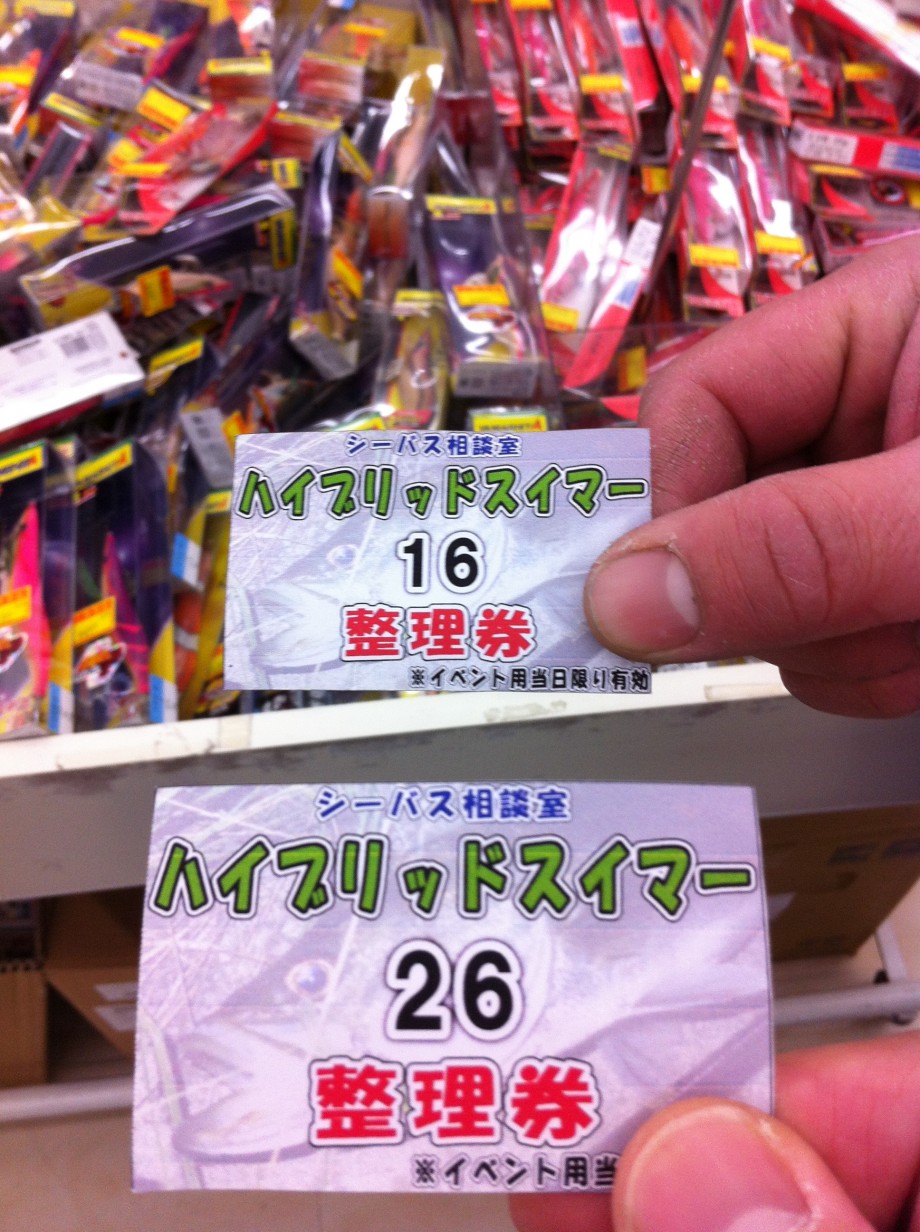 シーバス相談室
ハイブリッドスイマー
16
整理券
※イベント用当日限り有効
シーバス相談室
ハイブリッドスイマー
26
整理券
※イベント用当